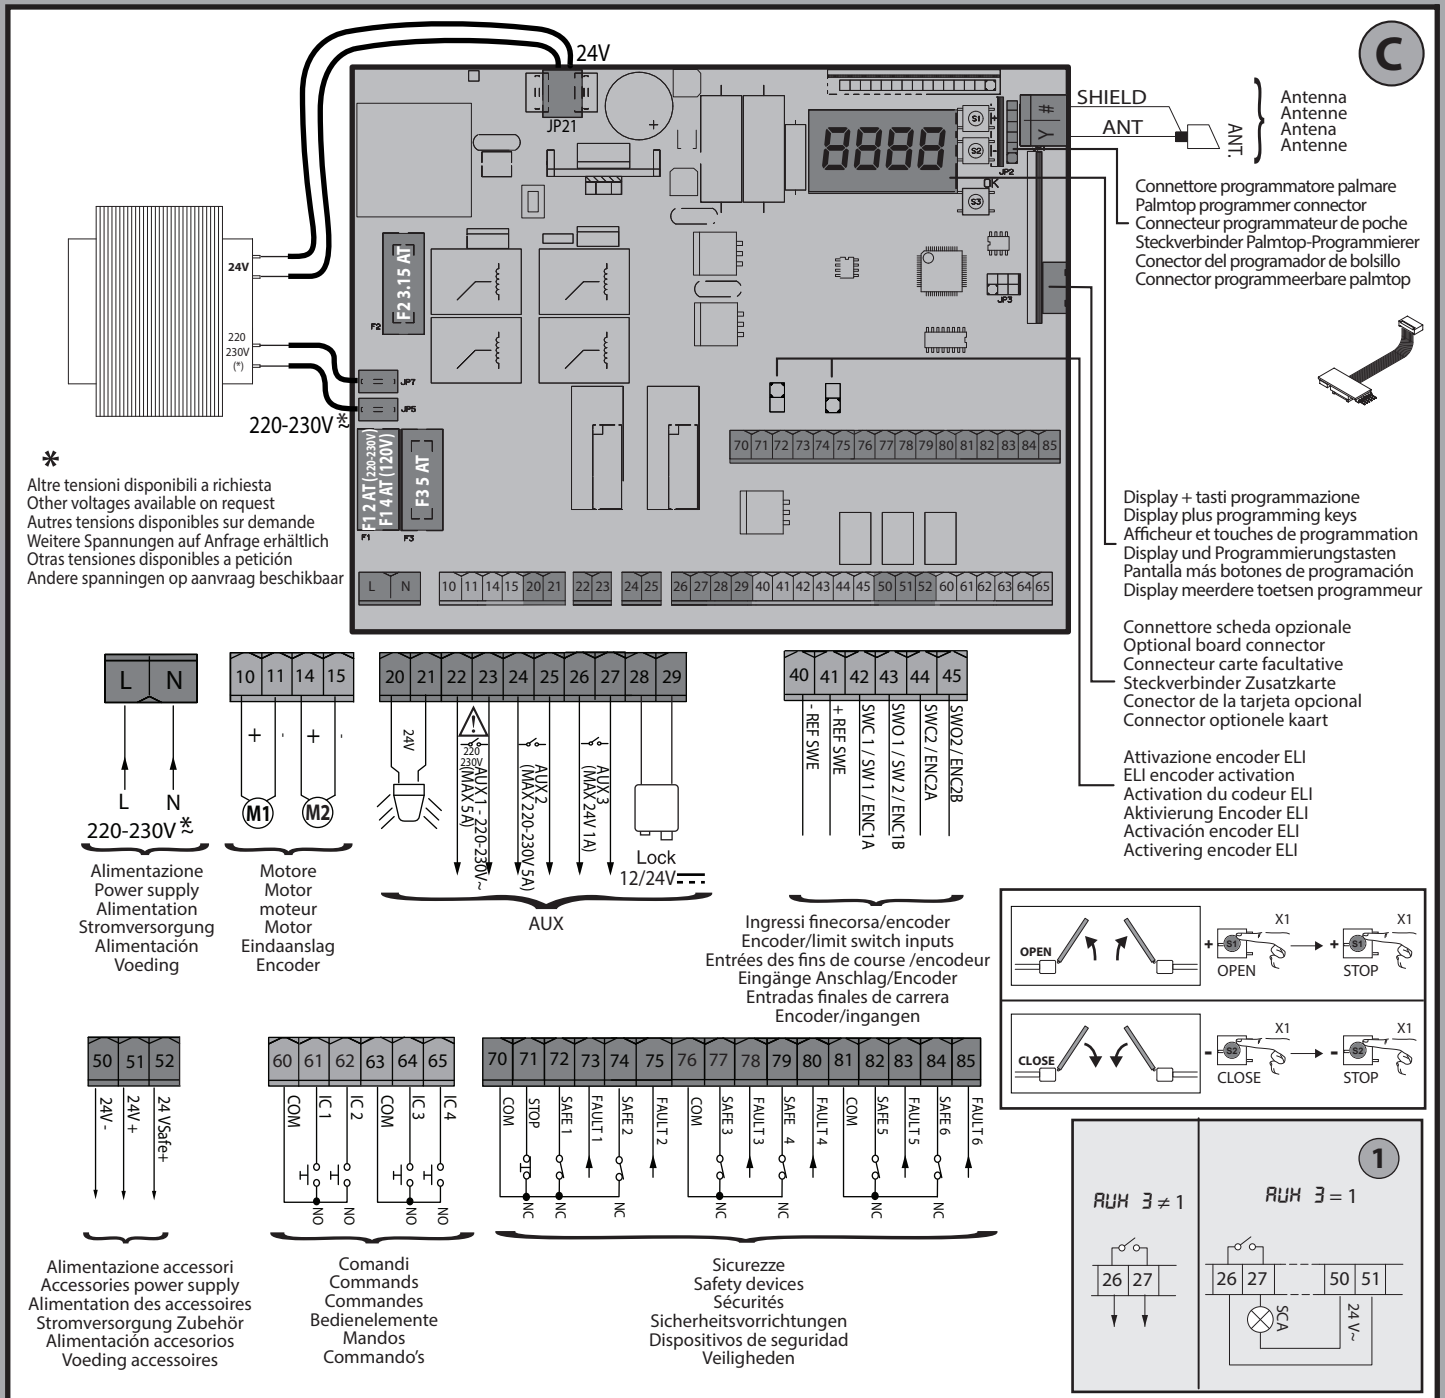 C
24V
JP21
SHIELD
ANT
ANT.
Antenna
Antenne
Antena
Antenne
#
Y
8888
S1
+
S2
-
S3
OK
JP2
JP3
Connettore programmatore palmare
Palmtop programmer connector
Connecteur programmateur de poche
Steckverbinder Palmtop-Programmierer
Conector del programador de bolsillo
Connector programmeerbare palmtop
24V
220
230V
(*)
F2 3.15 AT
F2
JP7
JP5
220-230V *~
F1 2 AT (220-230V)
F1 4 AT (120V)
F3 5 AT
F1
F3
*
Altre tensioni disponibili a richiesta
Other voltages available on request
Autres tensions disponibles sur demande
Weitere Spannungen auf Anfrage erhältlich
Otras tensiones disponibles a petición
Andere spanningen op aanvraag beschikbaar
70 71 72 73 74 75 76 77 78 79 80 81 82 83 84 85
L N
10 11 14 15 20 21 22 23 24 25 26 27 28 29 40 41 42 43 44 45 50 51 52 60 61 62 63 64 65
Display + tasti programmazione
Display plus programming keys
Afficheur et touches de programmation
Display und Programmierungstasten
Pantalla más botones de programación
Display meerdere toetsen programmeur
Connettore scheda opzionale
Optional board connector
Connecteur carte facultative
Steckverbinder Zusatzkarte
Conector de la tarjeta opcional
Connector optionele kaart
Attivazione encoder ELI
ELI encoder activation
Activation du codeur ELI
Aktivierung Encoder ELI
Activación encoder ELI
Activering encoder ELI
L N
L N
220-230V *~
Alimentazione
Power supply
Alimentation
Stromversorgung
Alimentación
Voeding
10 11 14 15
+ - + -
M1 M2
Motore
Motor
moteur
Motor
Eindaanslag
Encoder
20 21 22 23 24 25 26 27 28 29
24V
220
230V
AUX 1 - 220-230V~
(MAX 5A)
AUX 2
(MAX 220-230V 5A)
AUX 3
(MAX 24V 1A)
Lock
12/24V
AUX
40 41 42 43 44 45
- REF SWE
+ REF SWE
SWC 1 / SW 1 / ENC1A
SWO 1 / SW 2 / ENC1B
SWC2 / ENC2A
SWO2 / ENC2B
Ingressi finecorsa/encoder
Encoder/limit switch inputs
Entrées des fins de course /encodeur
Eingänge Anschlag/Encoder
Entradas finales de carrera
Encoder/ingangen
OPEN
+ S1
X1
OPEN
+ S1
X1
STOP
CLOSE
- S2
X1
CLOSE
- S2
X1
STOP
50 51 52
24V -
24V +
24 VSafe+
Alimentazione accessori
Accessories power supply
Alimentation des accessoires
Stromversorgung Zubehör
Alimentación accesorios
Voeding accessoires
60 61 62 63 64 65
COM
IC 1
IC 2
COM
IC 3
IC 4
NO
NO
NO
NO
Comandi
Commands
Commandes
Bedienelemente
Mandos
Commando's
70 71 72 73 74 75 76 77 78 79 80 81 82 83 84 85
COM
STOP
SAFE 1
FAULT 1
SAFE 2
FAULT 2
COM
SAFE 3
FAULT 3
SAFE 4
FAULT 4
COM
SAFE 5
FAULT 5
SAFE 6
FAULT 6
NC
NC
NC
NC
NC
NC
NC
Sicurezze
Safety devices
Sécurités
Sicherheitsvorrichtungen
Dispositivos de seguridad
Veiligheden
1
AUX 3 ≠ 1
26 27
AUX 3 = 1
26 27 50 51
SCA
24 V~